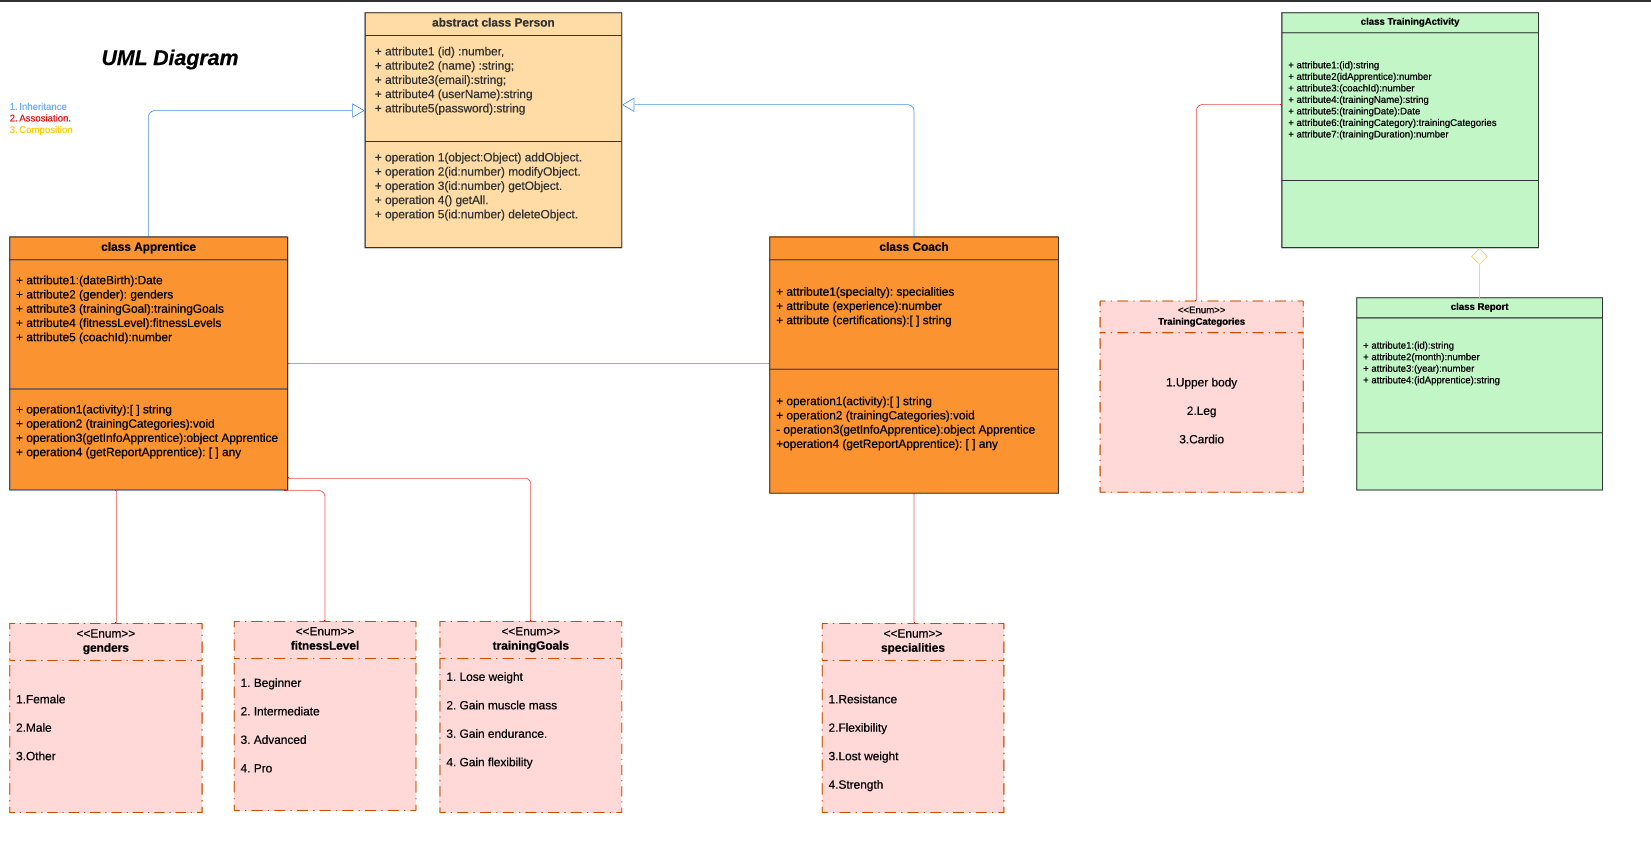 UML Diagram
1. Inheritance
2. Assosiation.
3. Composition
abstract class Person
+ attribute1 (id) :number,
+ attribute2 (name) :string;
+ attribute3(email):string;
+ attribute4 (userName):string
+ attribute5(password):string
+ operation 1(object:Object) addObject.
+ operation 2(id:number) modifyObject.
+ operation 3(id:number) getObject.
+ operation 4() getAll.
+ operation 5(id:number) deleteObject.
class TrainingActivity
+ attribute1:(id):string
+ attribute2(idApprentice):number
+ attribute3:(coachId):number
+ attribute4:(trainingName):string
+ attribute5:(trainingDate):Date
+ attribute6:(trainingCategory):trainingCategories
+ attribute7:(trainingDuration):number
class Apprentice
+ attribute1:(dateBirth):Date
+ attribute2 (gender): genders
+ attribute3 (trainingGoal):trainingGoals
+ attribute4 (fitnessLevel):fitnessLevels
+ attribute5 (coachId):number
+ operation1(activity):[ ] string
+ operation2 (trainingCategories):void
+ operation3(getInfoApprentice):object Apprentice
+ operation4 (getReportApprentice): [ ] any
class Coach
+ attribute1(specialty): specialities
+ attribute (experience):number
+ attribute (certifications):[ ] string
+ operation1(activity):[ ] string
+ operation2 (trainingCategories):void
- operation3(getInfoApprentice):object Apprentice
+operation4 (getReportApprentice): [ ] any
<<Enum>>
TrainingCategories
1.Upper body
2.Leg
3.Cardio
class Report
+ attribute1:(id):string
+ attribute2(month):number
+ attribute3:(year):number
+ attribute4:(idApprentice):string
<<Enum>>
genders
1.Female
2.Male
3.Other
<<Enum>>
fitnessLevel
1. Beginner
2. Intermediate
3. Advanced
4. Pro
<<Enum>>
trainingGoals
1. Lose weight
2. Gain muscle mass
3. Gain endurance.
4. Gain flexibility
<<Enum>>
specialities
1.Resistance
2.Flexibility
3.Lost weight
4.Strength